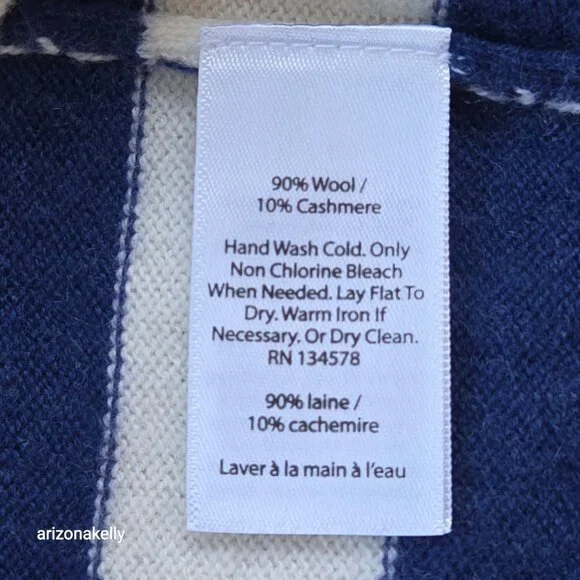 90% Wool /
10% Cashmere
Hand Wash Cold. Only
Non Chlorine Bleach
When Needed. Lay Flat To
Dry. Warm Iron If
Necessary. Or Dry Clean.
RN 134578
90% laine /
10% cachemire
Laver à la main à l'eau
arizonakelly